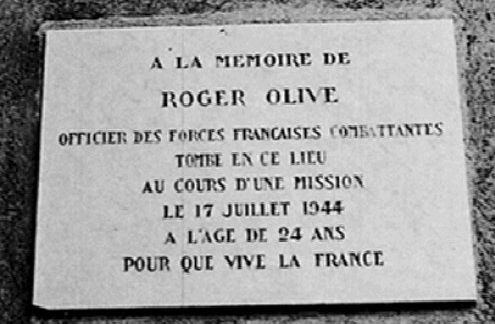 A LA MEMOIRE DE
ROGER OLIVE
OFFICIER DES FORCES FRANCAISES COMBATTANTES
TOMBE EN CE LIEU
AU COURS D'UNE MISSION
LE 17 JUILLET 1944
A L'AGE DE 24 ANS
POUR QUE VIVE LA FRANCE